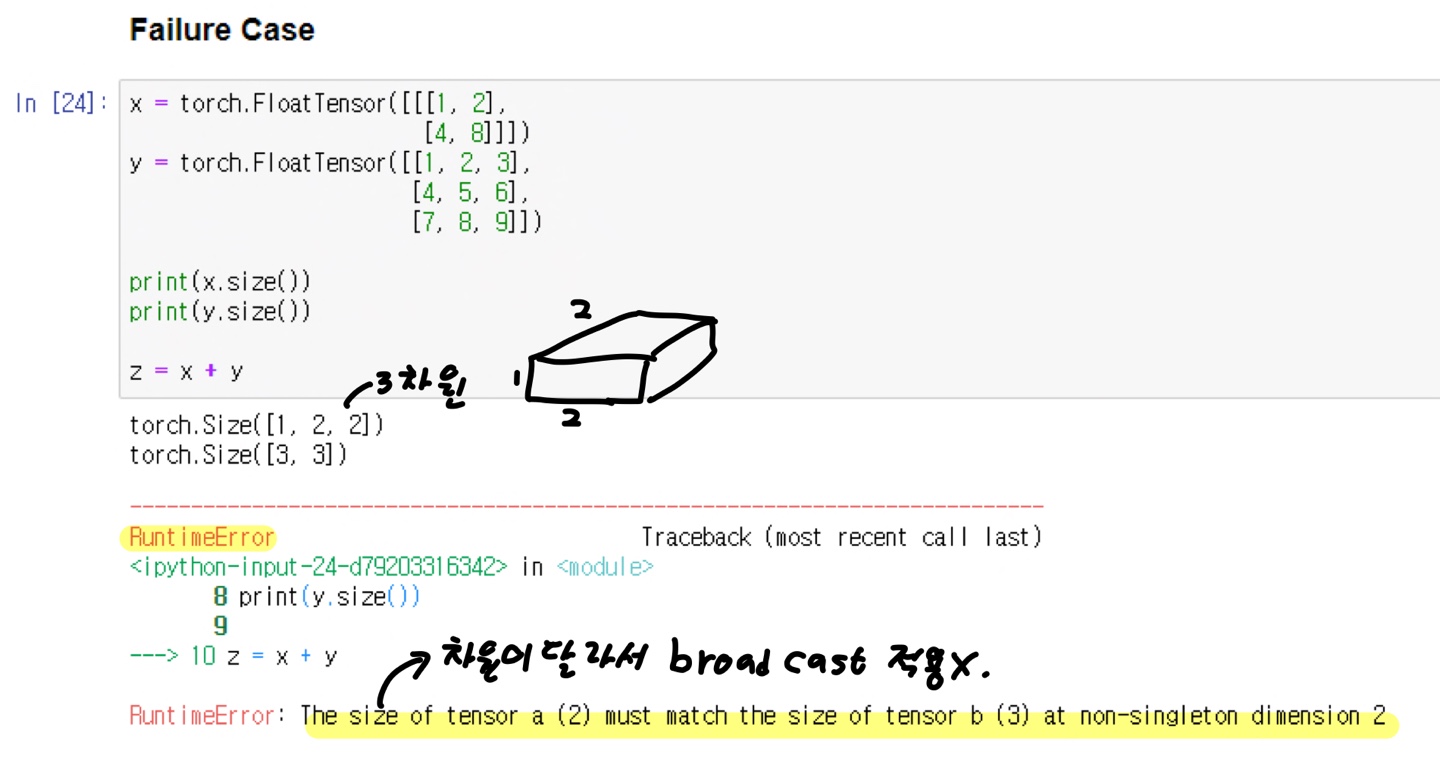 Failure Case
In [24]: x = torch.FloatTensor([[[1, 2],
[4, 8]]])
y = torch.FloatTensor([[1, 2, 3],
[4, 5, 6],
[7, 8, 9]])
print(x.size())
print(y.size())
2
z = x + y
3차원
1
2
torch.Size([1, 2, 2])
torch.Size([3, 3])
---------------------------------------------------------------------------
RuntimeError Traceback (most recent call last)
<ipython-input-24-d79203316342> in <module>
8 print(y.size())
9
---> 10 z = x + y
차원이 달라서 broad cast 적용X.
RuntimeError: The size of tensor a (2) must match the size of tensor b (3) at non-singleton dimension 2